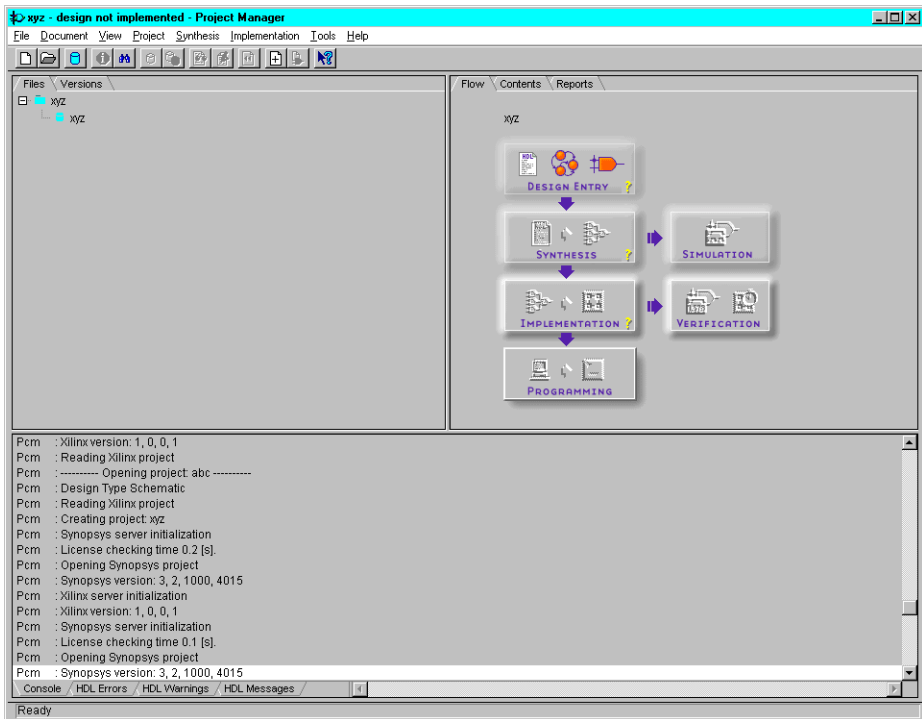 xyz - design not implemented - Project Manager
File Document View Project Synthesis Implementation Tools Help
Files Versions
xyz
xyz
Flow Contents Reports
xyz
HDL
DESIGN ENTRY ?
SYNTHESIS ?
SIMULATION
IMPLEMENTATION ?
VERIFICATION
PROGRAMMING
Pcm : Xilinx version: 1, 0, 0, 1
Pcm : Reading Xilinx project
Pcm : ---------- Opening project: abc ----------
Pcm : Design Type Schematic
Pcm : Reading Xilinx project
Pcm : Creating project: xyz
Pcm : Synopsys server initialization
Pcm : License checking time 0.2 [s].
Pcm : Opening Synopsys project
Pcm : Synopsys version: 3, 2, 1000, 4015
Pcm : Xilinx server initialization
Pcm : Xilinx version: 1, 0, 0, 1
Pcm : Synopsys server initialization
Pcm : License checking time 0.1 [s].
Pcm : Opening Synopsys project
Pcm : Synopsys version: 3, 2, 1000, 4015
Console HDL Errors HDL Warnings HDL Messages
Ready